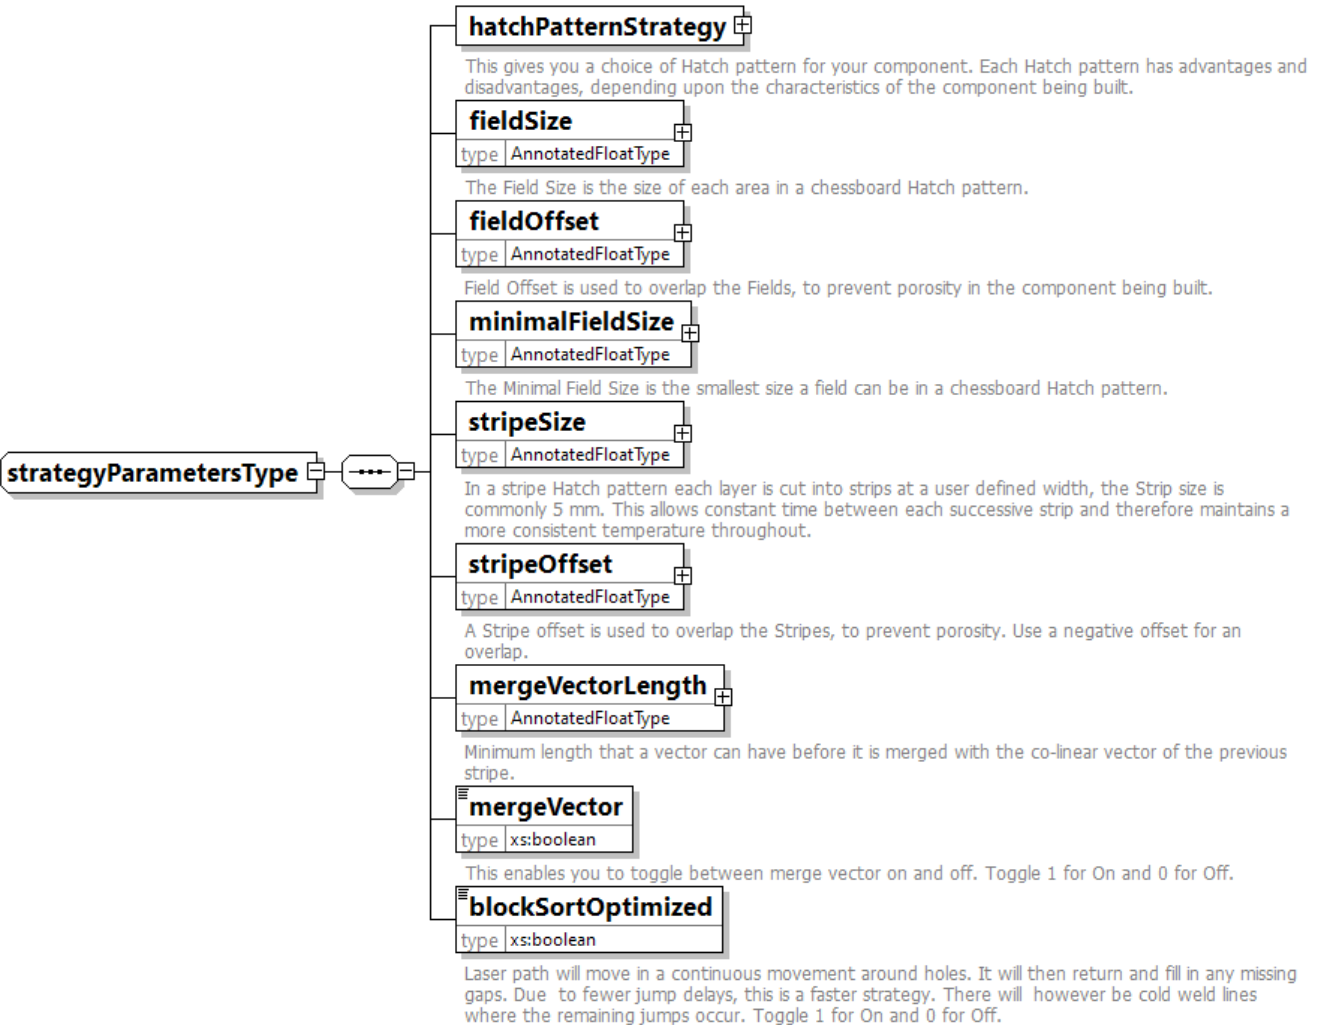 hatchPatternStrategy
This gives you a choice of Hatch pattern for your component. Each Hatch pattern has advantages and
disadvantages, depending upon the characteristics of the component being built.
fieldSize
type AnnotatedFloatType
The Field Size is the size of each area in a chessboard Hatch pattern.
fieldOffset
type AnnotatedFloatType
Field Offset is used to overlap the Fields, to prevent porosity in the component being built.
minimalFieldSize
type AnnotatedFloatType
The Minimal Field Size is the smallest size a field can be in a chessboard Hatch pattern.
stripeSize
type AnnotatedFloatType
strategyParametersType
In a stripe Hatch pattern each layer is cut into strips at a user defined width, the Strip size is
commonly 5 mm. This allows constant time between each successive strip and therefore maintains a
more consistent temperature throughout.
stripeOffset
type AnnotatedFloatType
A Stripe offset is used to overlap the Stripes, to prevent porosity. Use a negative offset for an
overlap.
mergeVectorLength
type AnnotatedFloatType
Minimum length that a vector can have before it is merged with the co-linear vector of the previous
stripe.
mergeVector
type xs:boolean
This enables you to toggle between merge vector on and off. Toggle 1 for On and 0 for Off.
blockSortOptimized
type xs:boolean
Laser path will move in a continuous movement around holes. It will then return and fill in any missing
gaps. Due  to fewer jump delays, this is a faster strategy. There will  however be cold weld lines
where the remaining jumps occur. Toggle 1 for On and 0 for Off.